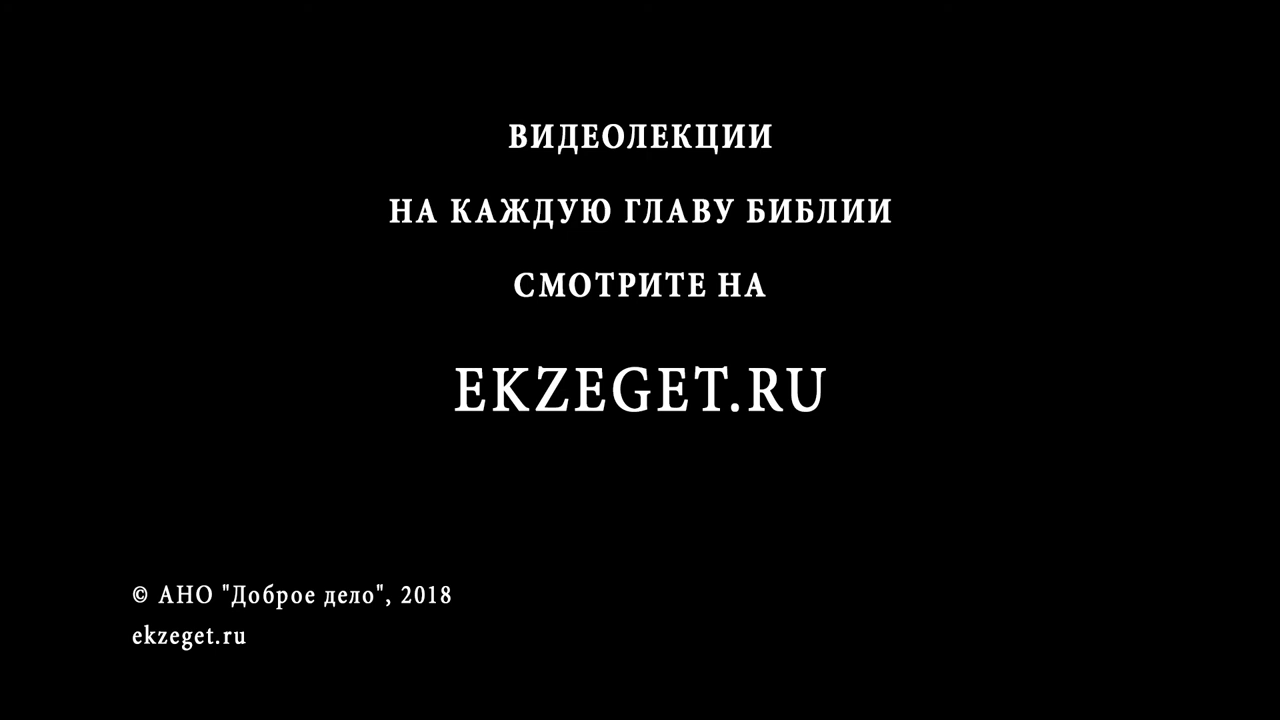 ВИДЕОЛЕКЦИИ
НА КАЖДУЮ ГЛАВУ БИБЛИИ
СМОТРИТЕ НА
EKZEGET.RU
© АНО "Доброе дело", 2018
ekzeget.ru